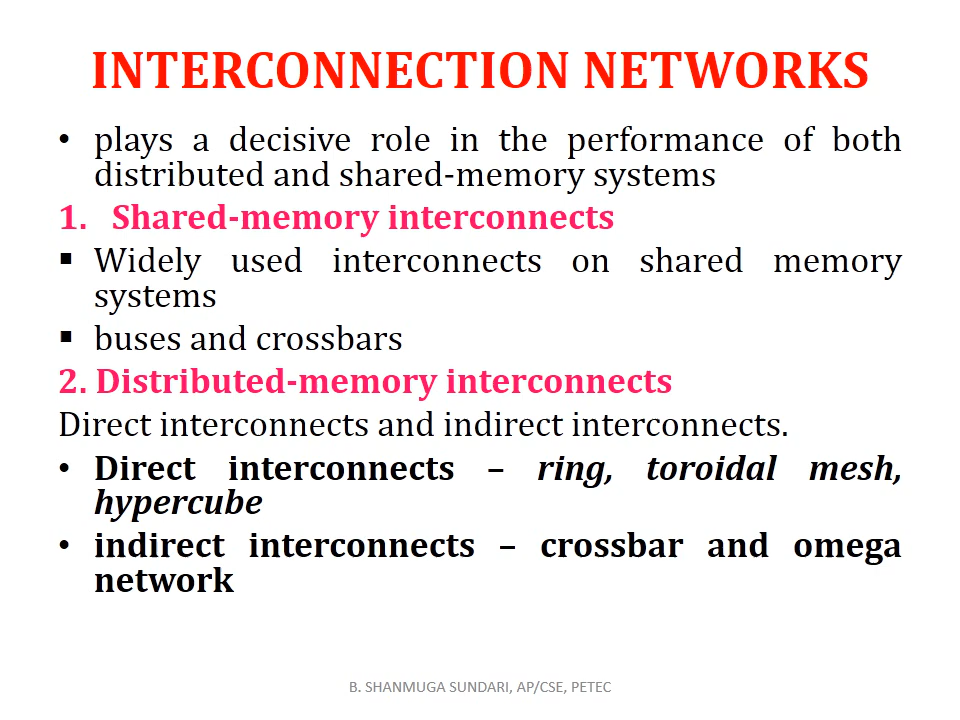 INTERCONNECTION NETWORKS
• plays a decisive role in the performance of both
distributed and shared-memory systems
1. Shared-memory interconnects
▪ Widely used interconnects on shared memory
systems
▪ buses and crossbars
2. Distributed-memory interconnects
Direct interconnects and indirect interconnects.
• Direct interconnects – ring, toroidal mesh,
hypercube
• indirect interconnects – crossbar and omega
network
B. SHANMUGA SUNDARI, AP/CSE, PETEC